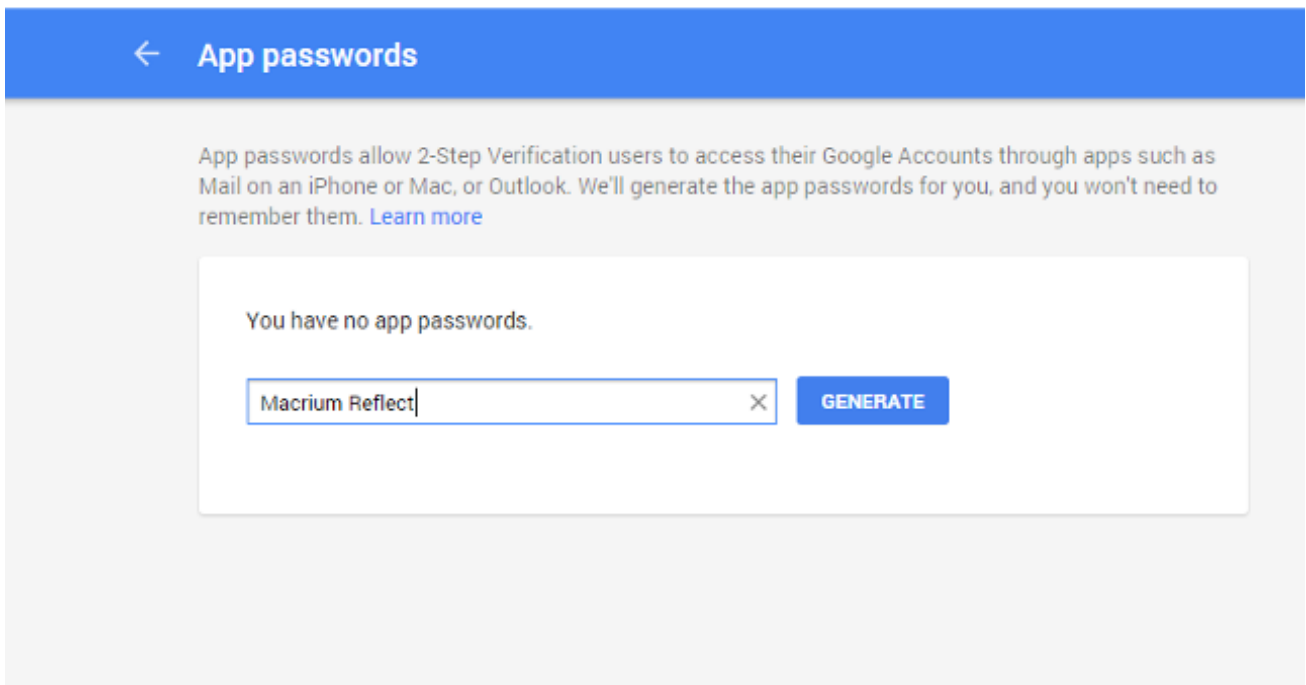 App passwords
App passwords allow 2-Step Verification users to access their Google Accounts through apps such as
Mail on an iPhone or Mac, or Outlook. We'll generate the app passwords for you, and you won't need to
remember them. Learn more
You have no app passwords.
Macrium Reflect
GENERATE